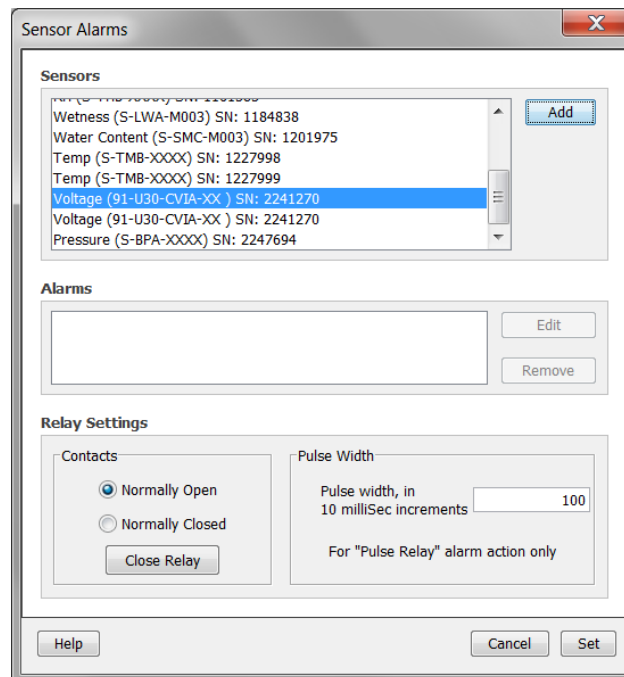 Sensor Alarms
Sensors
Wetness (S-LWA-M003) SN: 1184838
Water Content (S-SMC-M003) SN: 1201975
Temp (S-TMB-XXXX) SN: 1227998
Temp (S-TMB-XXXX) SN: 1227999
Voltage (91-U30-CVIA-XX ) SN: 2241270
Voltage (91-U30-CVIA-XX ) SN: 2241270
Pressure (S-BPA-XXXX) SN: 2247694
Add
Alarms
Edit
Remove
Relay Settings
Contacts
Normally Open
Normally Closed
Close Relay
Pulse Width
Pulse width, in
10 milliSec increments
100
For "Pulse Relay" alarm action only
Help
Cancel
Set